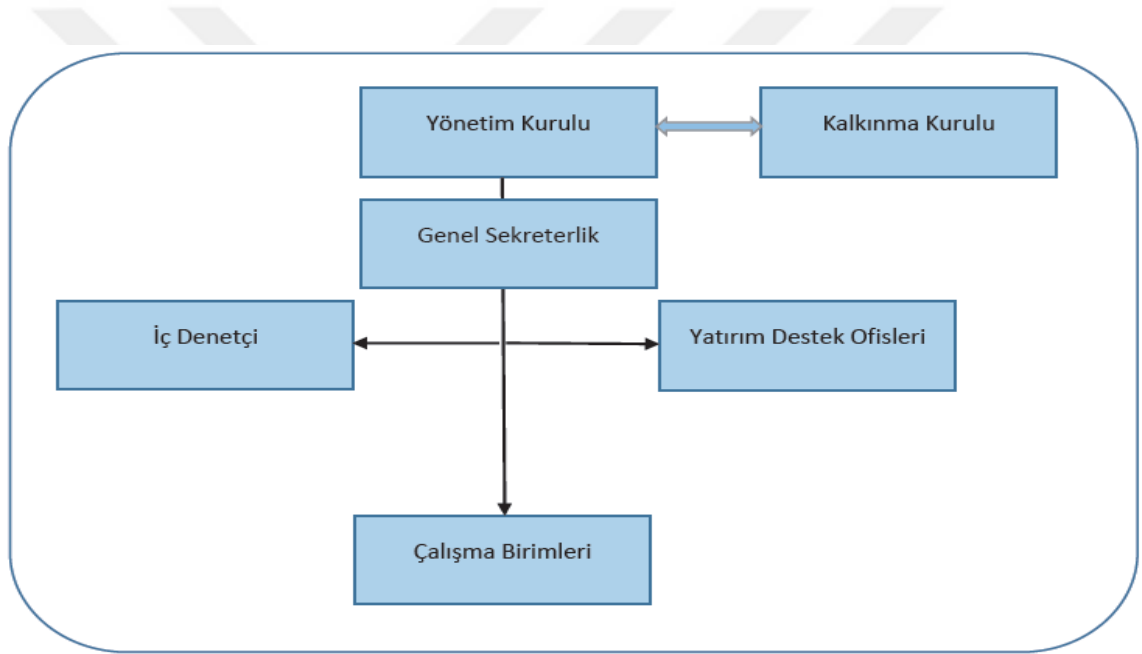 Yönetim Kurulu
Kalkınma Kurulu
Genel Sekreterlik
İç Denetçi
Yatırım Destek Ofisleri
Çalışma Birimleri